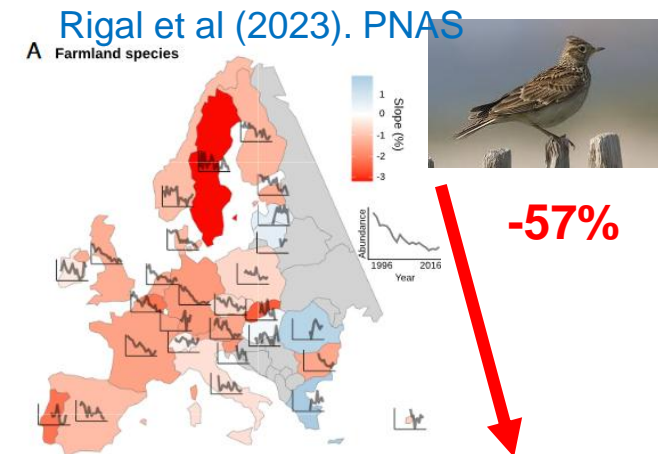 Rigal et al (2023). PNAS
A Farmland species
1
0
-1
-2
-3
Slope (%)
-57%
Abundance
1996 2016
Year